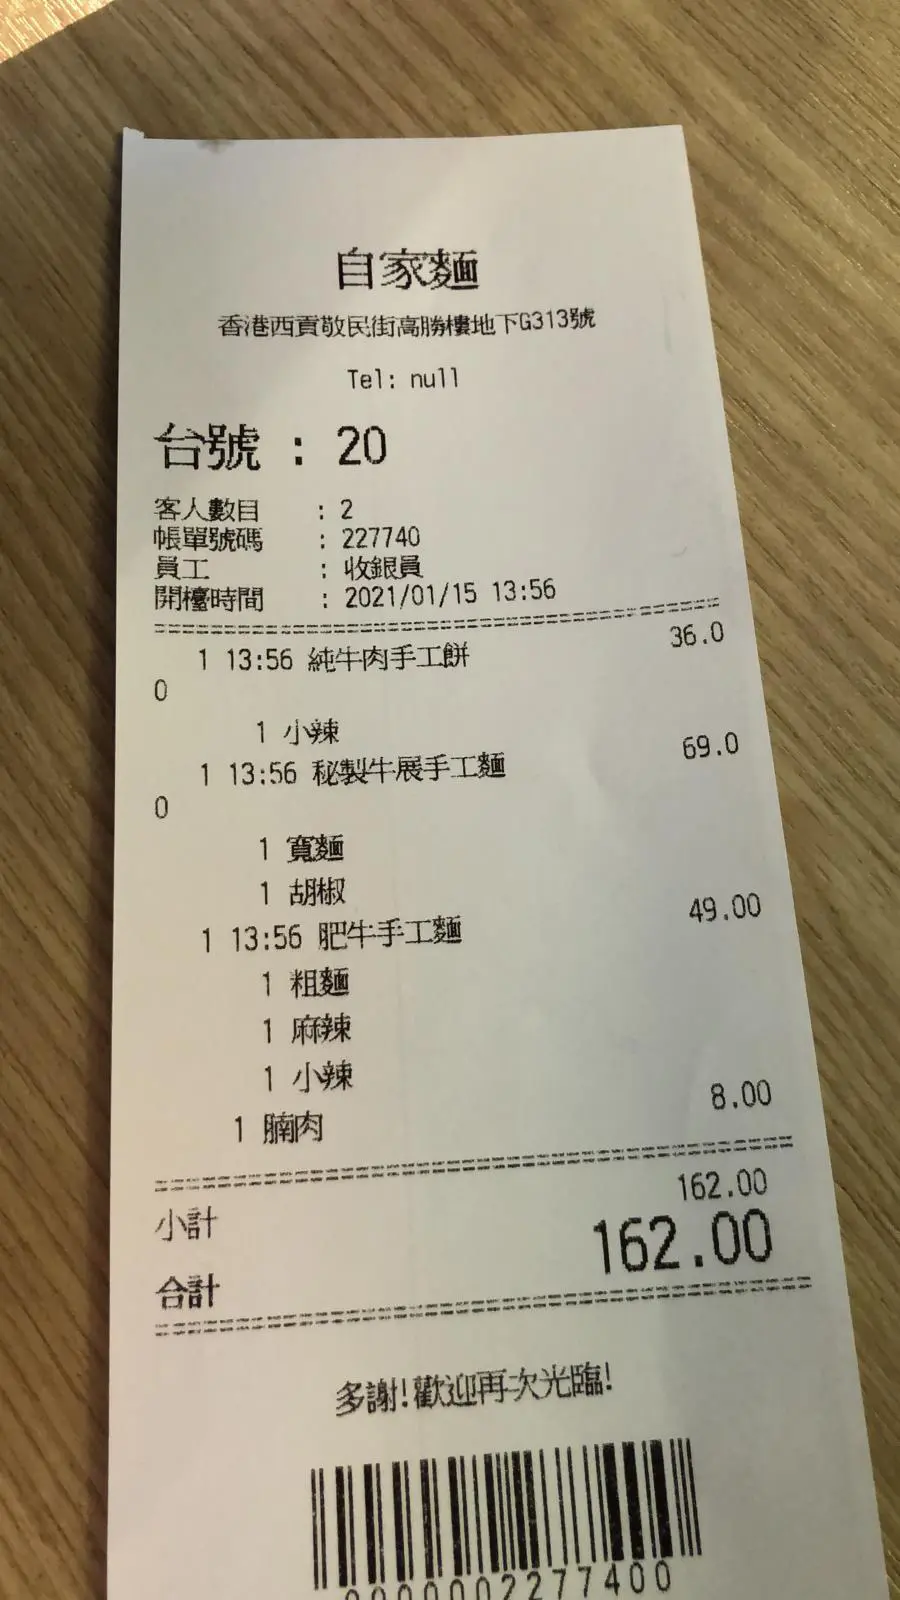 自家麵
香港西貢敬民街高勝樓地下G313號
Tel: null
台號 : 20
客人數目 : 2
帳單號碼 : 227740
員工 : 收銀員
開檯時間 : 2021/01/15 13:56
1 13:56 純牛肉手工餅 36.0
0
1 小辣
1 13:56 秘製牛展手工麵 69.0
0
1 寬麵
1 胡椒
1 13:56 肥牛手工麵 49.00
1 粗麵
1 麻辣
1 小辣
1 腩肉 8.00
小計 162.00
合計 162.00
多謝!歡迎再次光臨!
0000002277400